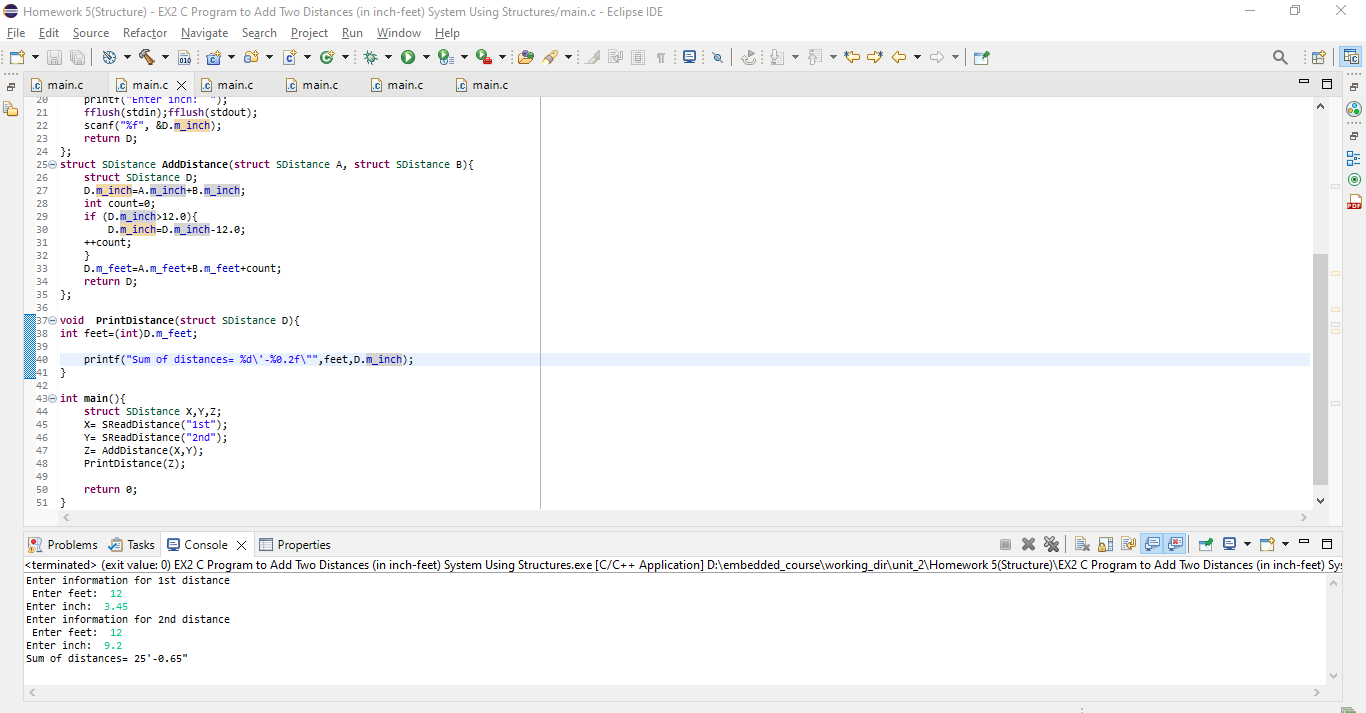 Homework 5(Structure) - EX2 C Program to Add Two Distances (in inch-feet) System Using Structures/main.c - Eclipse IDE
File Edit Source Refactor Navigate Search Project Run Window Help
main.c main.c main.c main.c main.c main.c
20 printf("Enter inch:  ");
21 fflush(stdin);fflush(stdout);
22 scanf("%f", &D.m_inch);
23 return D;
24 };
25 struct SDistance AddDistance(struct SDistance A, struct SDistance B){
26 struct SDistance D;
27 D.m_inch=A.m_inch+B.m_inch;
28 int count=0;
29 if (D.m_inch>12.0){
30 D.m_inch=D.m_inch-12.0;
31 ++count;
32 }
33 D.m_feet=A.m_feet+B.m_feet+count;
34 return D;
35 };
36
37 void  PrintDistance(struct SDistance D){
38 int feet=(int)D.m_feet;
39
40 printf("Sum of distances= %d\'-%0.2f\"",feet,D.m_inch);
41 }
42
43 int main(){
44 struct SDistance X,Y,Z;
45 X= SReadDistance("1st");
46 Y= SReadDistance("2nd");
47 Z= AddDistance(X,Y);
48 PrintDistance(Z);
49
50 return 0;
51 }
Problems Tasks Console Properties
<terminated> (exit value: 0) EX2 C Program to Add Two Distances (in inch-feet) System Using Structures.exe [C/C++ Application] D:\embedded_course\working_dir\unit_2\Homework 5(Structure)\EX2 C Program to Add Two Distances (in inch-feet) Sy
Enter information for 1st distance
Enter feet:  12
Enter inch:  3.45
Enter information for 2nd distance
Enter feet:  12
Enter inch:  9.2
Sum of distances= 25'-0.65"